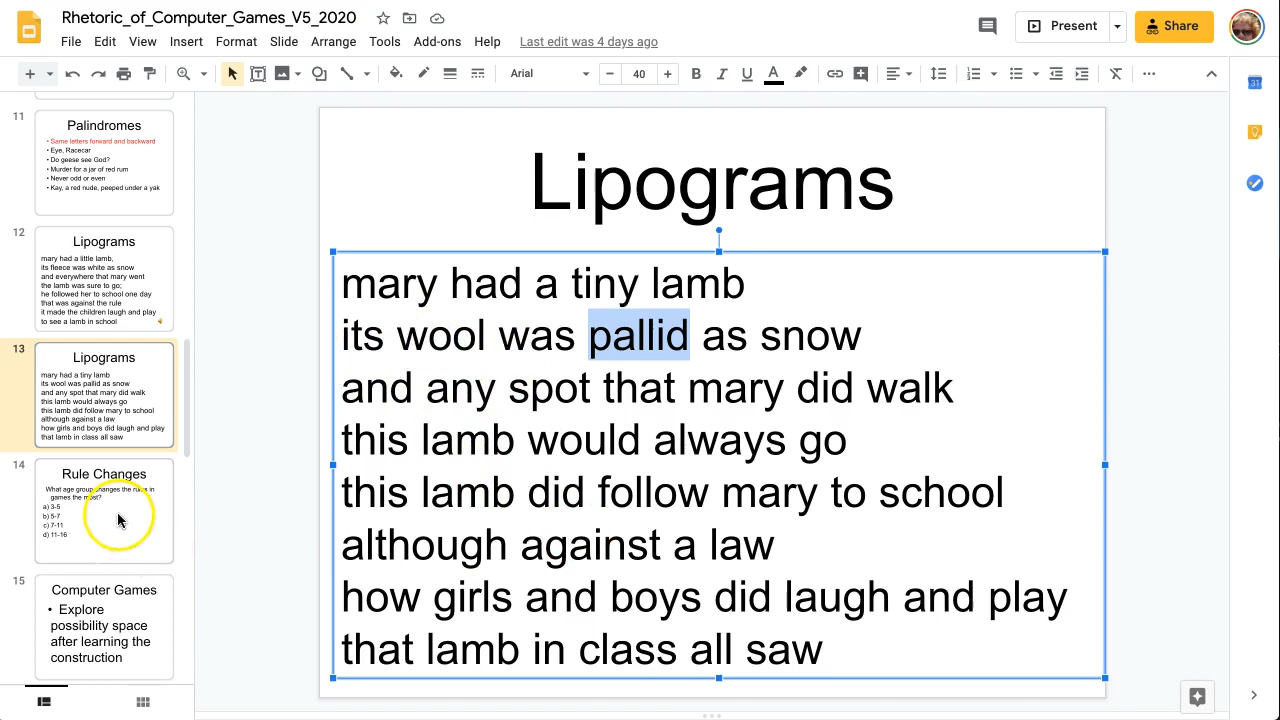 Rhetoric_of_Computer_Games_V5_2020
File Edit View Insert Format Slide Arrange Tools Add-ons Help Last edit was 4 days ago
Present
Share
Arial
40
B I U A
31
11
Palindromes
• Same letters forward and backward
• Eye, Racecar
• Do geese see God?
• Murder for a jar of red rum
• Never odd or even
• Kay, a red nude, peeped under a yak
12
Lipograms
mary had a little lamb,
its fleece was white as snow
and everywhere that mary went
the lamb was sure to go;
he followed her to school one day
that was against the rule
it made the children laugh and play
to see a lamb in school
13
Lipograms
mary had a tiny lamb
its wool was pallid as snow
and any spot that mary did walk
this lamb would always go
this lamb did follow mary to school
although against a law
how girls and boys did laugh and play
that lamb in class all saw
14
Rule Changes
What age group changes the rules in
games the most?
a) 3-5
b) 5-7
c) 7-11
d) 11-16
15
Computer Games
• Explore
possibility space
after learning the
construction
Lipograms
mary had a tiny lamb
its wool was pallid as snow
and any spot that mary did walk
this lamb would always go
this lamb did follow mary to school
although against a law
how girls and boys did laugh and play
that lamb in class all saw